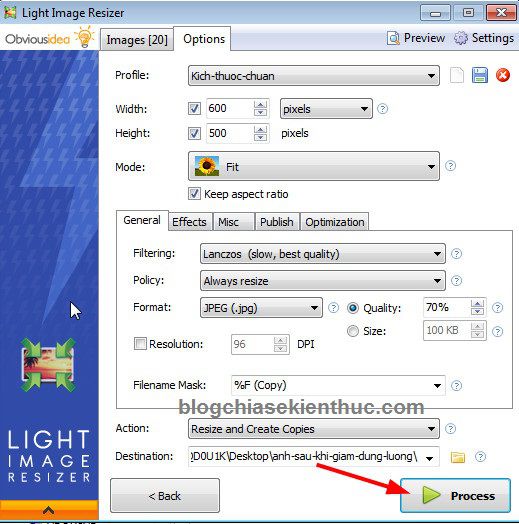 Light Image Resizer
Obviousidea
Images [20]
Options
Preview
Settings
Profile:
Kich-thuoc-chuan
Width:
600
pixels
Height:
500
pixels
Mode:
Fit
Keep aspect ratio
General
Effects
Misc
Publish
Optimization
Filtering:
Lanczos (slow, best quality)
Policy:
Always resize
Format:
JPEG (.jpg)
Quality:
70%
Size:
100 KB
Resolution:
96
DPI
Filename Mask:
%F (Copy)
blogchiasekienthuc.com
Action:
Resize and Create Copies
Destination:
)D0U1K\Desktop\anh-sau-khi-giam-dung-luong\
LIGHT
IMAGE
RESIZER
< Back
Process